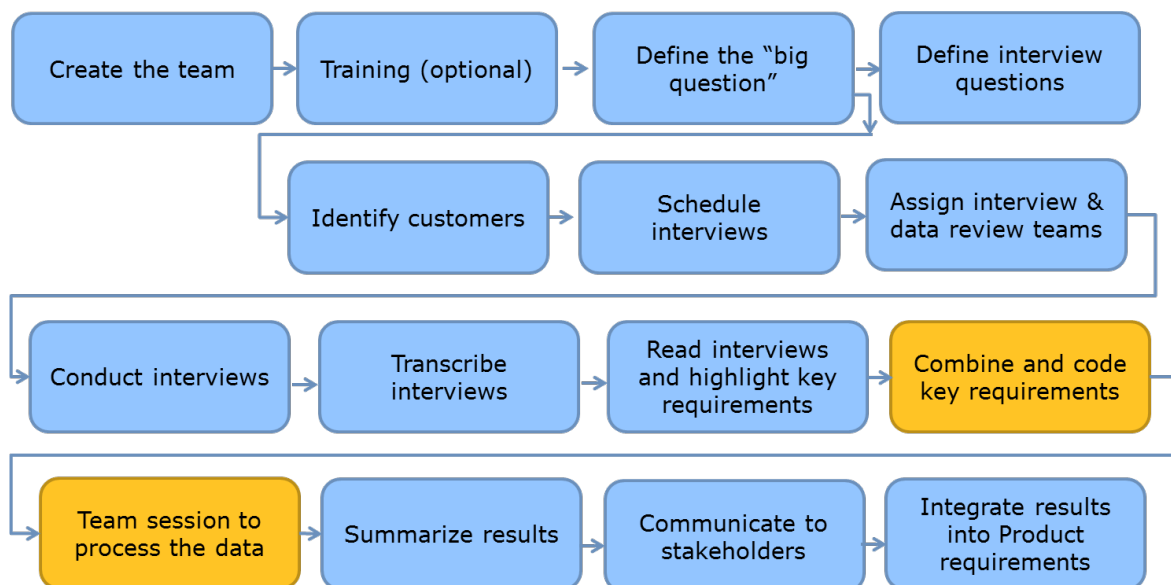 Create the team
Training (optional)
Define the “big
question”
Define interview
questions
Identify customers
Schedule
interviews
Assign interview &
data review teams
Conduct interviews
Transcribe
interviews
Read interviews
and highlight key
requirements
Combine and code
key requirements
Team session to
process the data
Summarize results
Communicate to
stakeholders
Integrate results
into Product
requirements